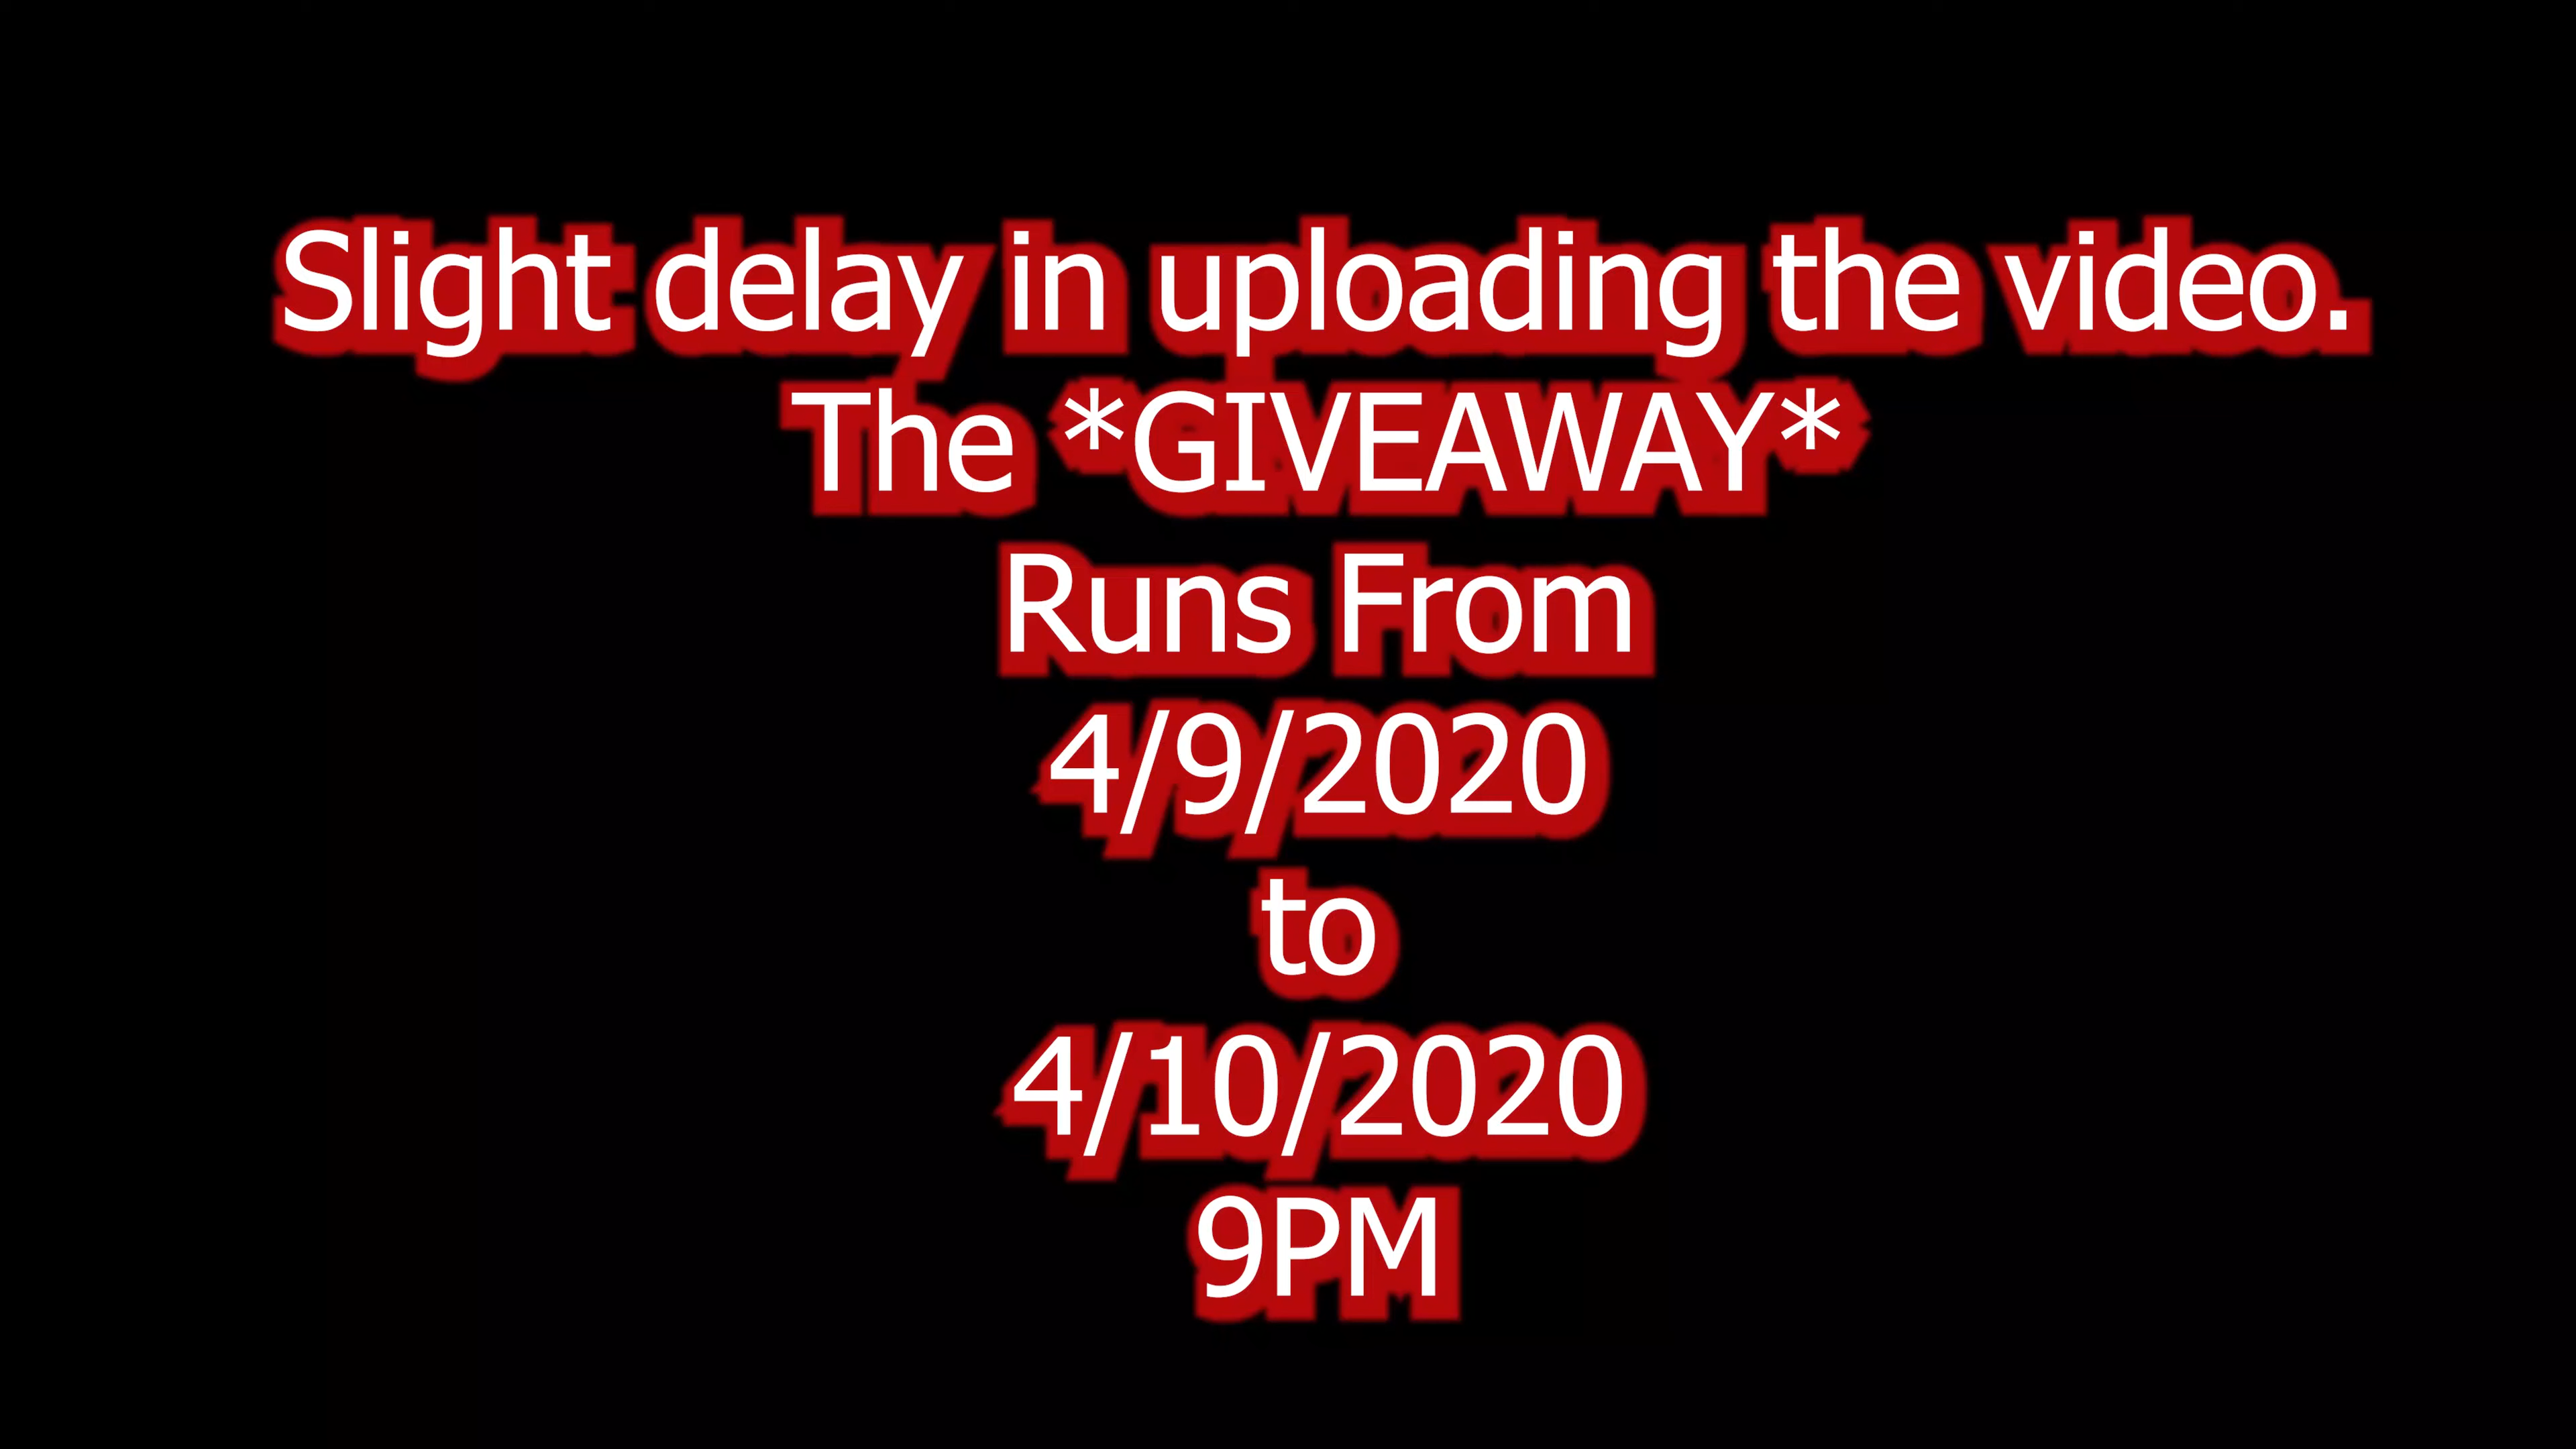 Slight delay in uploading the video.
The *GIVEAWAY*
Runs From
4/9/2020
to
4/10/2020
9PM